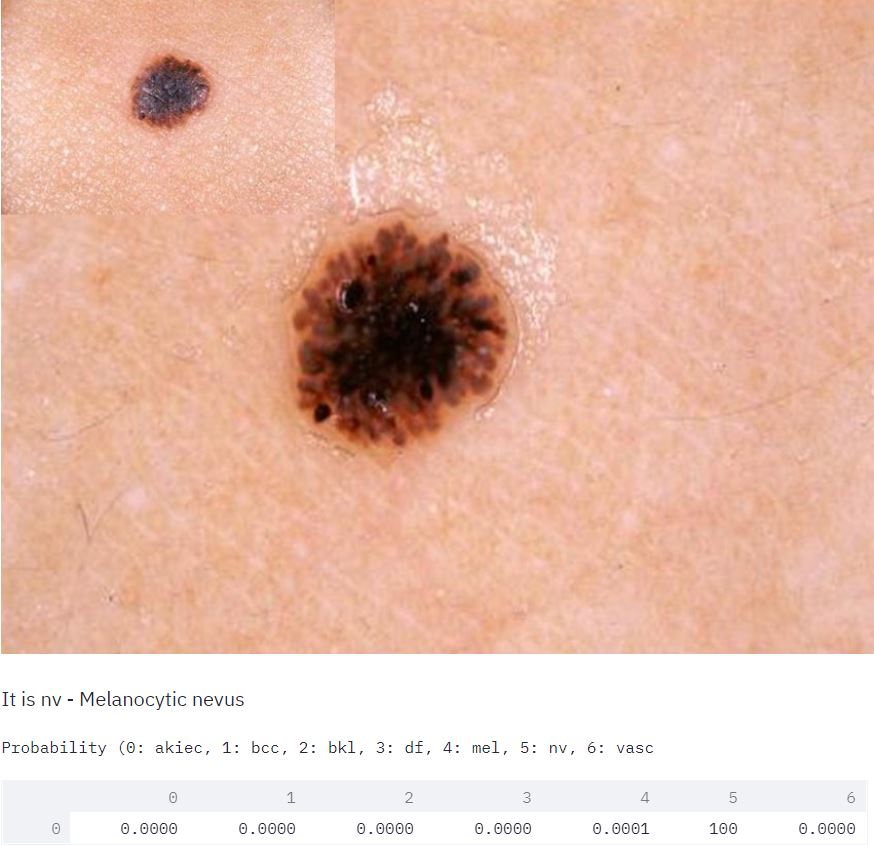 It is nv - Melanocytic nevus
Probability (0: akiec, 1: bcc, 2: bkl, 3: df, 4: mel, 5: nv, 6: vasc
0 1 2 3 4 5 6
0 0.0000 0.0000 0.0000 0.0000 0.0001 100 0.0000